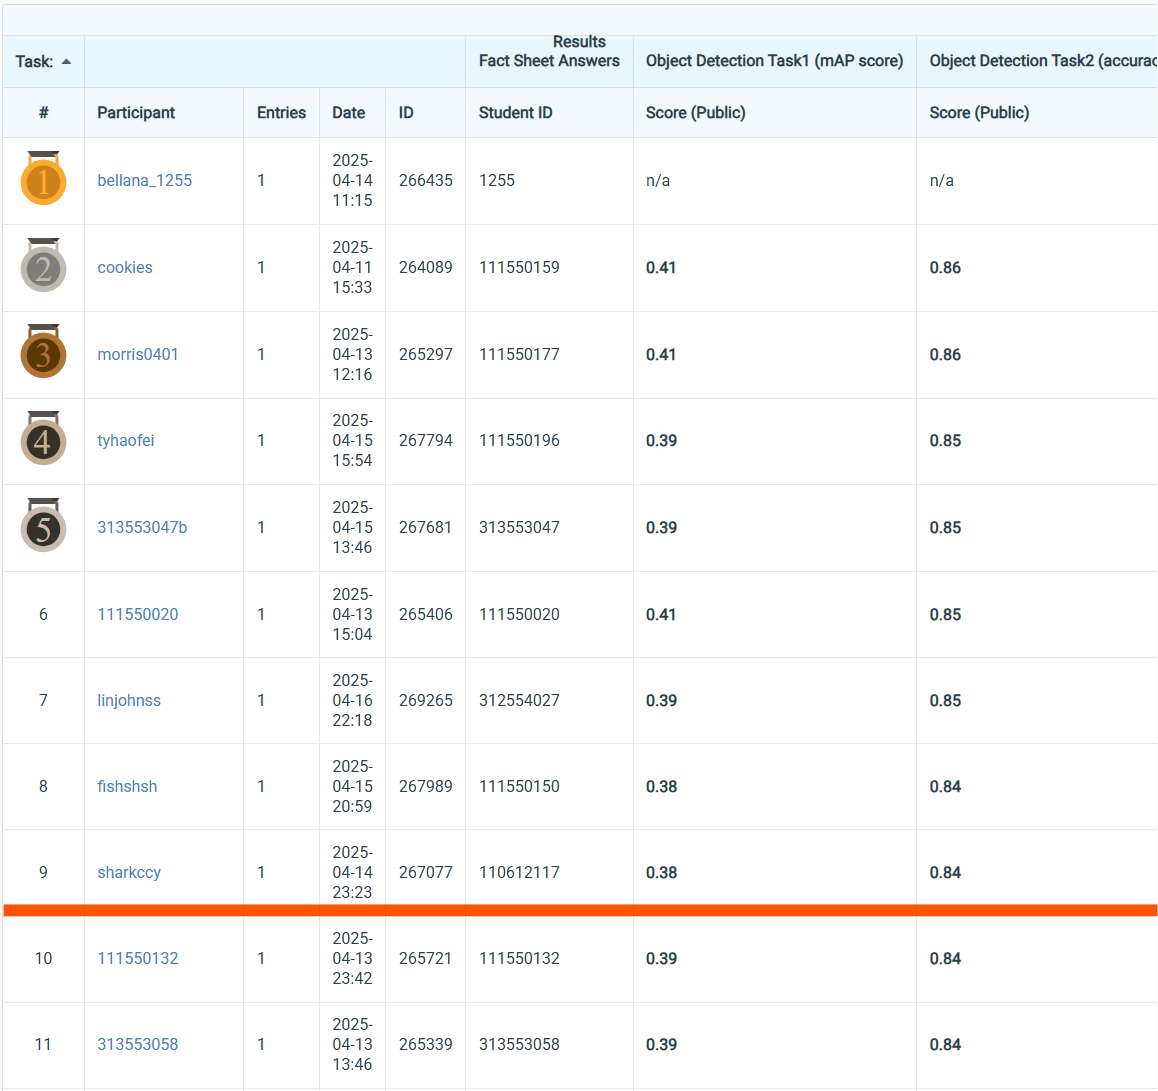 Results
Task: Fact Sheet Answers Object Detection Task1 (mAP score) Object Detection Task2 (accurac
# Participant Entries Date ID Student ID Score (Public) Score (Public)
1 bellana_1255 1 2025-04-14 11:15 266435 1255 n/a n/a
2 cookies 1 2025-04-11 15:33 264089 111550159 0.41 0.86
3 morris0401 1 2025-04-13 12:16 265297 111550177 0.41 0.86
4 tyhaofei 1 2025-04-15 15:54 267794 111550196 0.39 0.85
5 313553047b 1 2025-04-15 13:46 267681 313553047 0.39 0.85
6 111550020 1 2025-04-13 15:04 265406 111550020 0.41 0.85
7 linjohnss 1 2025-04-16 22:18 269265 312554027 0.39 0.85
8 fishshsh 1 2025-04-15 20:59 267989 111550150 0.38 0.84
9 sharkccy 1 2025-04-14 23:23 267077 110612117 0.38 0.84
10 111550132 1 2025-04-13 23:42 265721 111550132 0.39 0.84
11 313553058 1 2025-04-13 13:46 265339 313553058 0.39 0.84